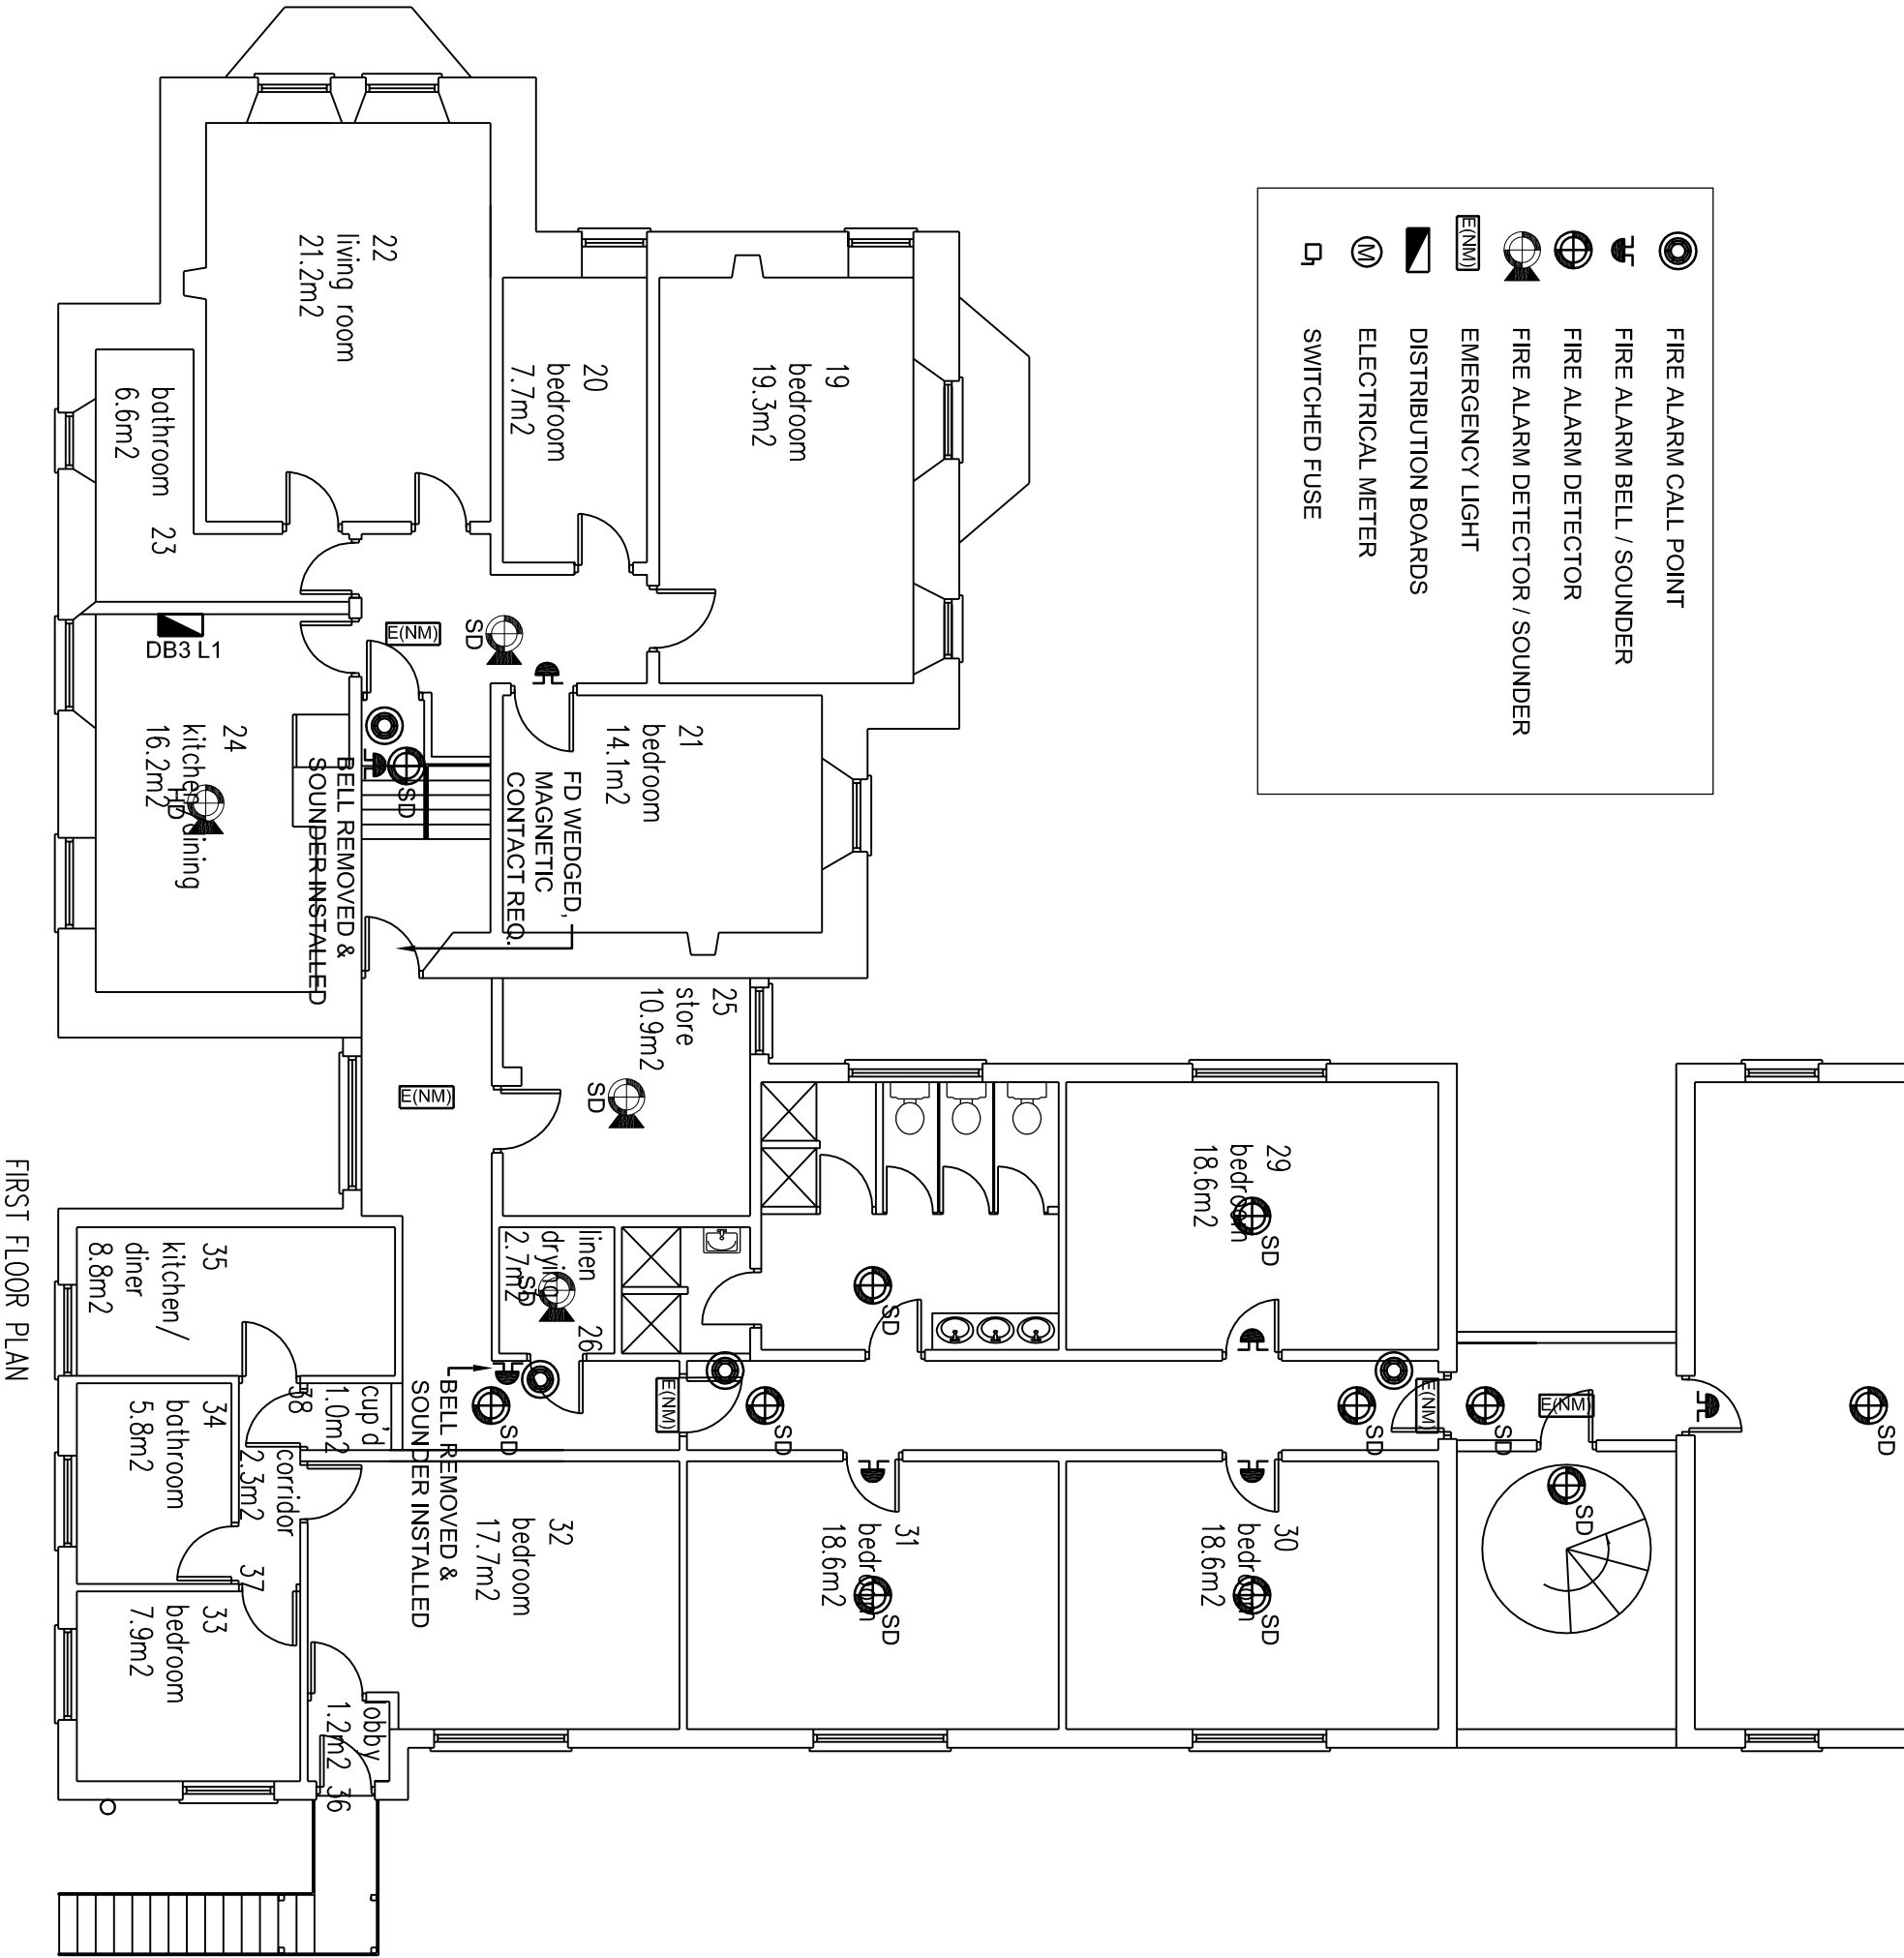 FIRE ALARM CALL POINT
FIRE ALARM BELL / SOUNDER
FIRE ALARM DETECTOR
FIRE ALARM DETECTOR / SOUNDER
E(NM)
EMERGENCY LIGHT
DISTRIBUTION BOARDS
M
ELECTRICAL METER
SWITCHED FUSE
19
bedroom
19.3m2
20
bedroom
7.7m2
22
living room
21.2m2
bathroom 23
6.6m2
DB3 L1
E(NM)
SD
21
bedroom
14.1m2
24
kitchen dining
16.2m2
HD
SD
BELL REMOVED &
SOUNDER INSTALLED
FD WEDGED,
MAGNETIC
CONTACT REQ.
25
store
10.9m2
SD
E(NM)
29
bedroom
18.6m2
SD
SD
linen
drying
2.7m2
26
SD
35
kitchen/
diner
8.8m2
cup'd
1.0m2
38
34
bathroom
5.8m2
corridor
2.3m2
37
33
bedroom
7.9m2
BELL REMOVED &
SOUNDER INSTALLED
SD
E(NM)
SD
32
bedroom
17.7m2
31
bedroom
18.6m2
SD
30
bedroom
18.6m2
SD
SD
E(NM)
SD
E(NM)
SD
SD
lobby
1.2m2
36
FIRST FLOOR PLAN